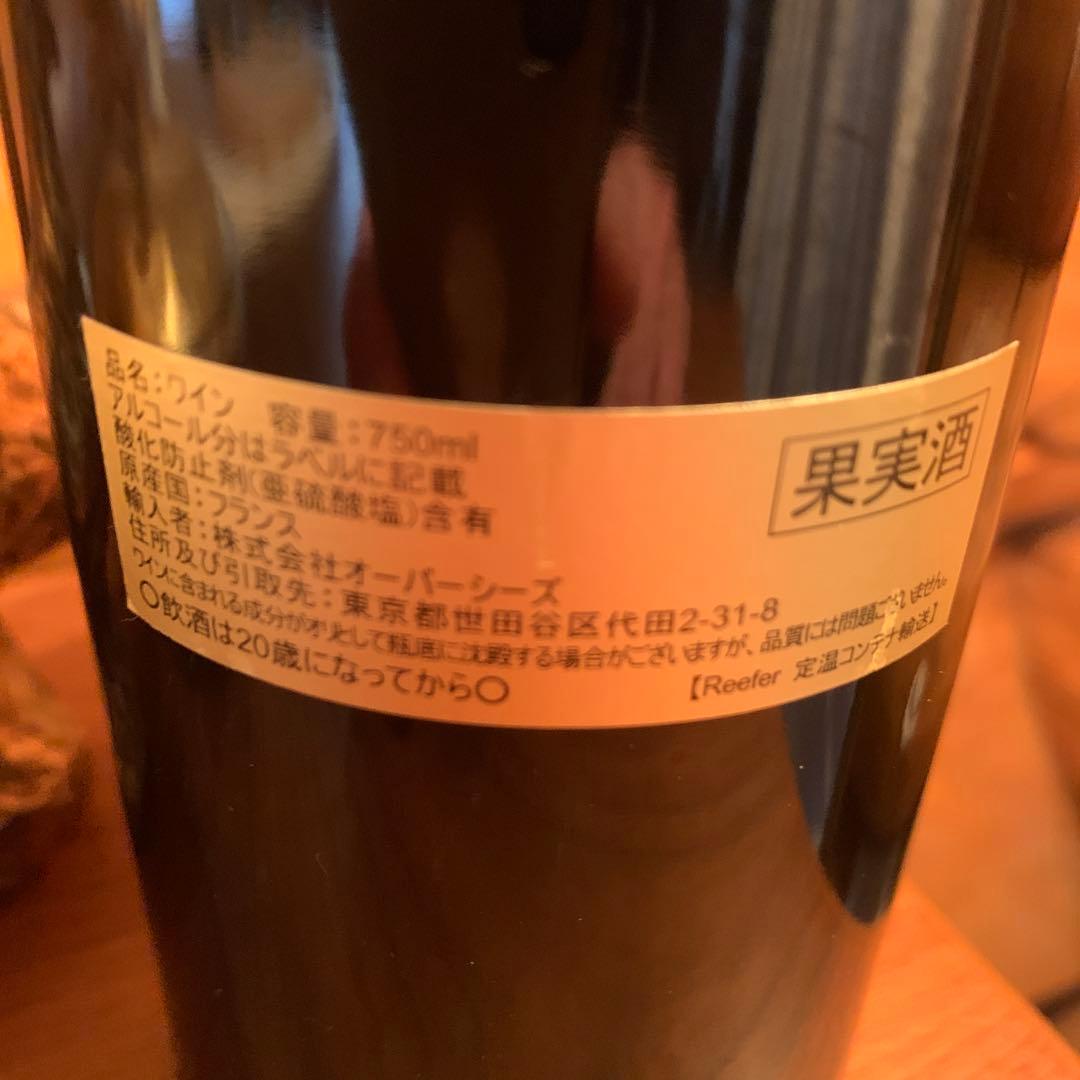 品名：ワイン　容量：750ml
アルコール分はラベルに記載
酸化防止剤(亜硫酸塩)含有
原産国：フランス
輸入者：株式会社オーバーシーズ
住所及び引取先：東京都世田谷区代田2-31-8
ワインに含まれる成分がオリとして瓶底に沈殿する場合がございますが、品質には問題ございません。
〇飲酒は20歳になってから〇
【Reefer 定温コンテナ輸送】
果実酒